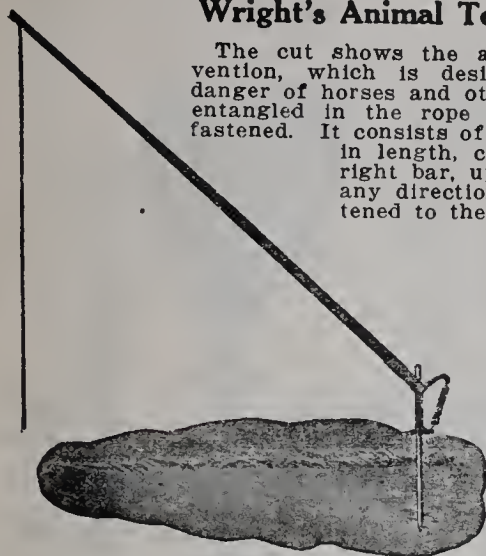 Wright's Animal Te
The cut shows the a
vention, which is desi
danger of horses and ot
entangled in the rope
fastened. It consists of
in length, c
right bar, u
any directio
tened to the